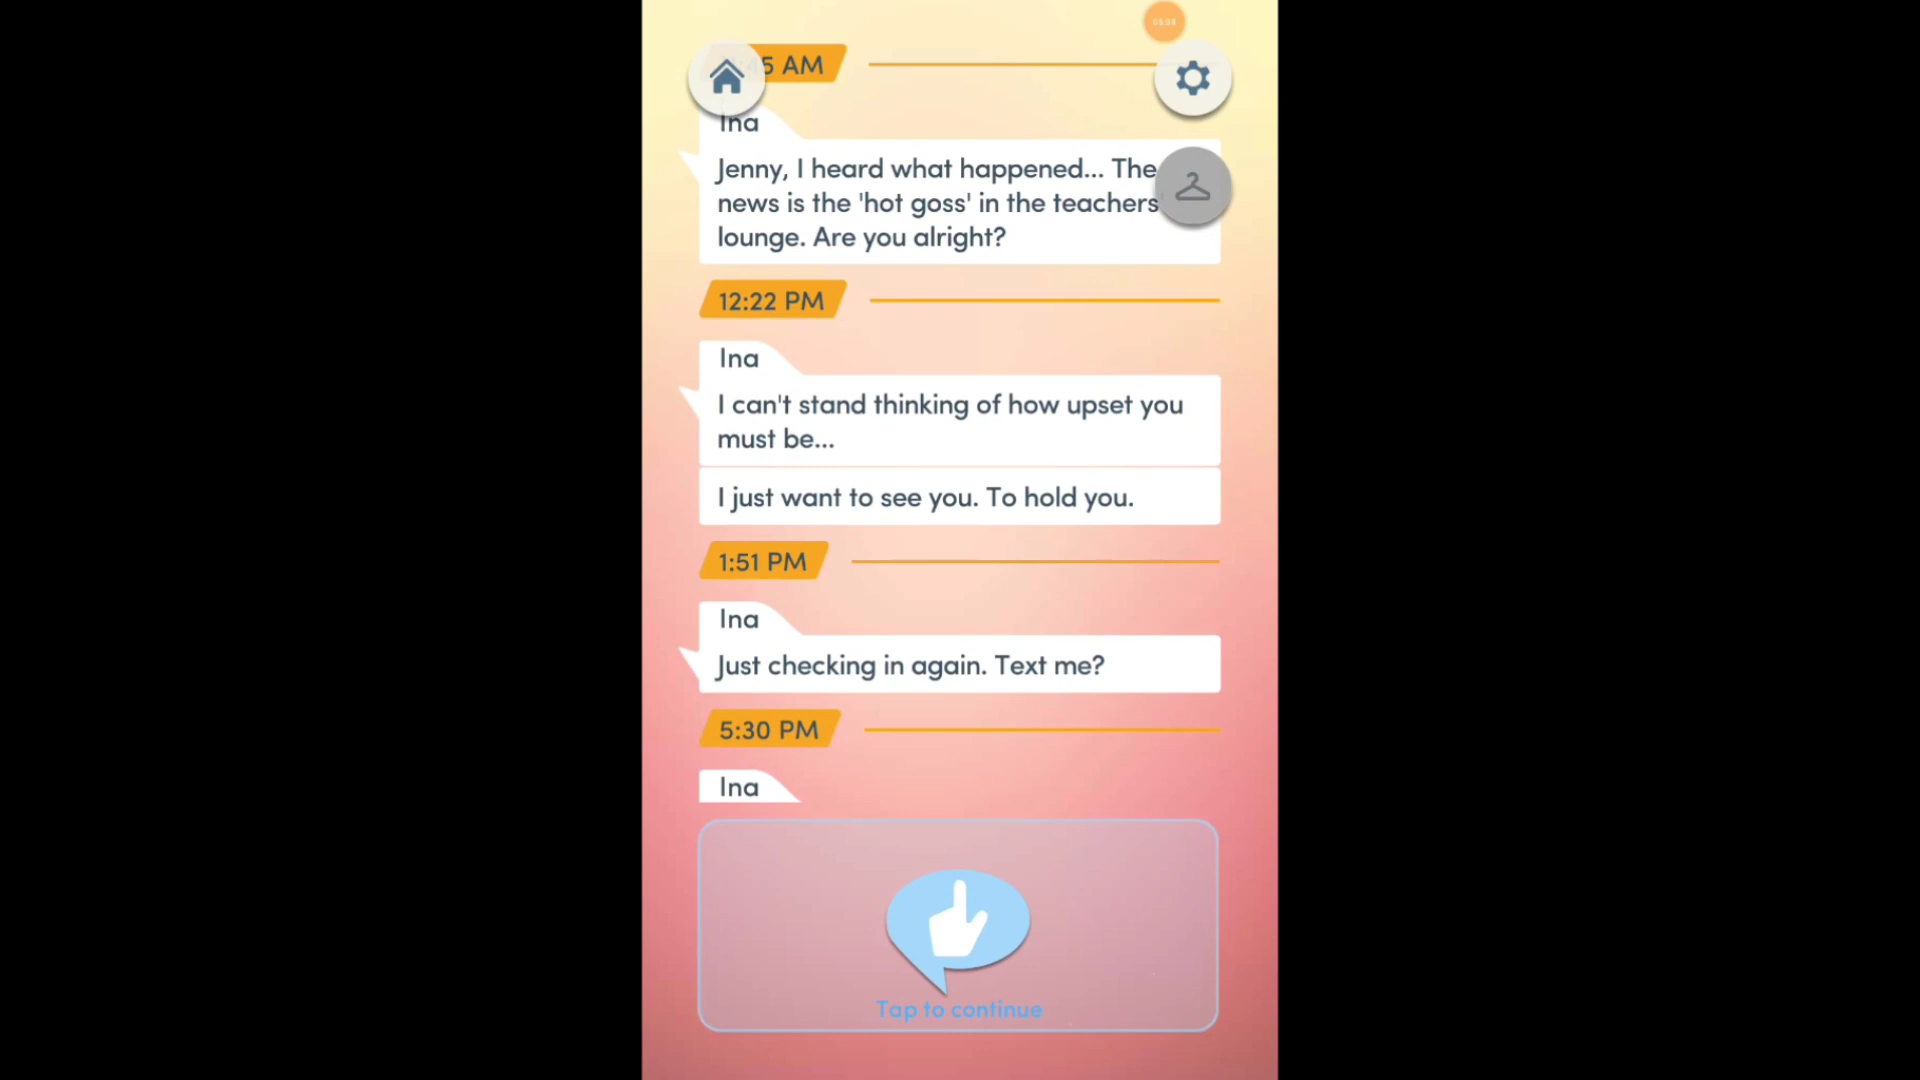 45 AM
Ina
Jenny, I heard what happened... The
news is the 'hot goss' in the teachers
lounge. Are you alright?
12:22 PM
Ina
I can't stand thinking of how upset you
must be...
I just want to see you. To hold you.
1:51 PM
Ina
Just checking in again. Text me?
5:30 PM
Ina
Tap to continue